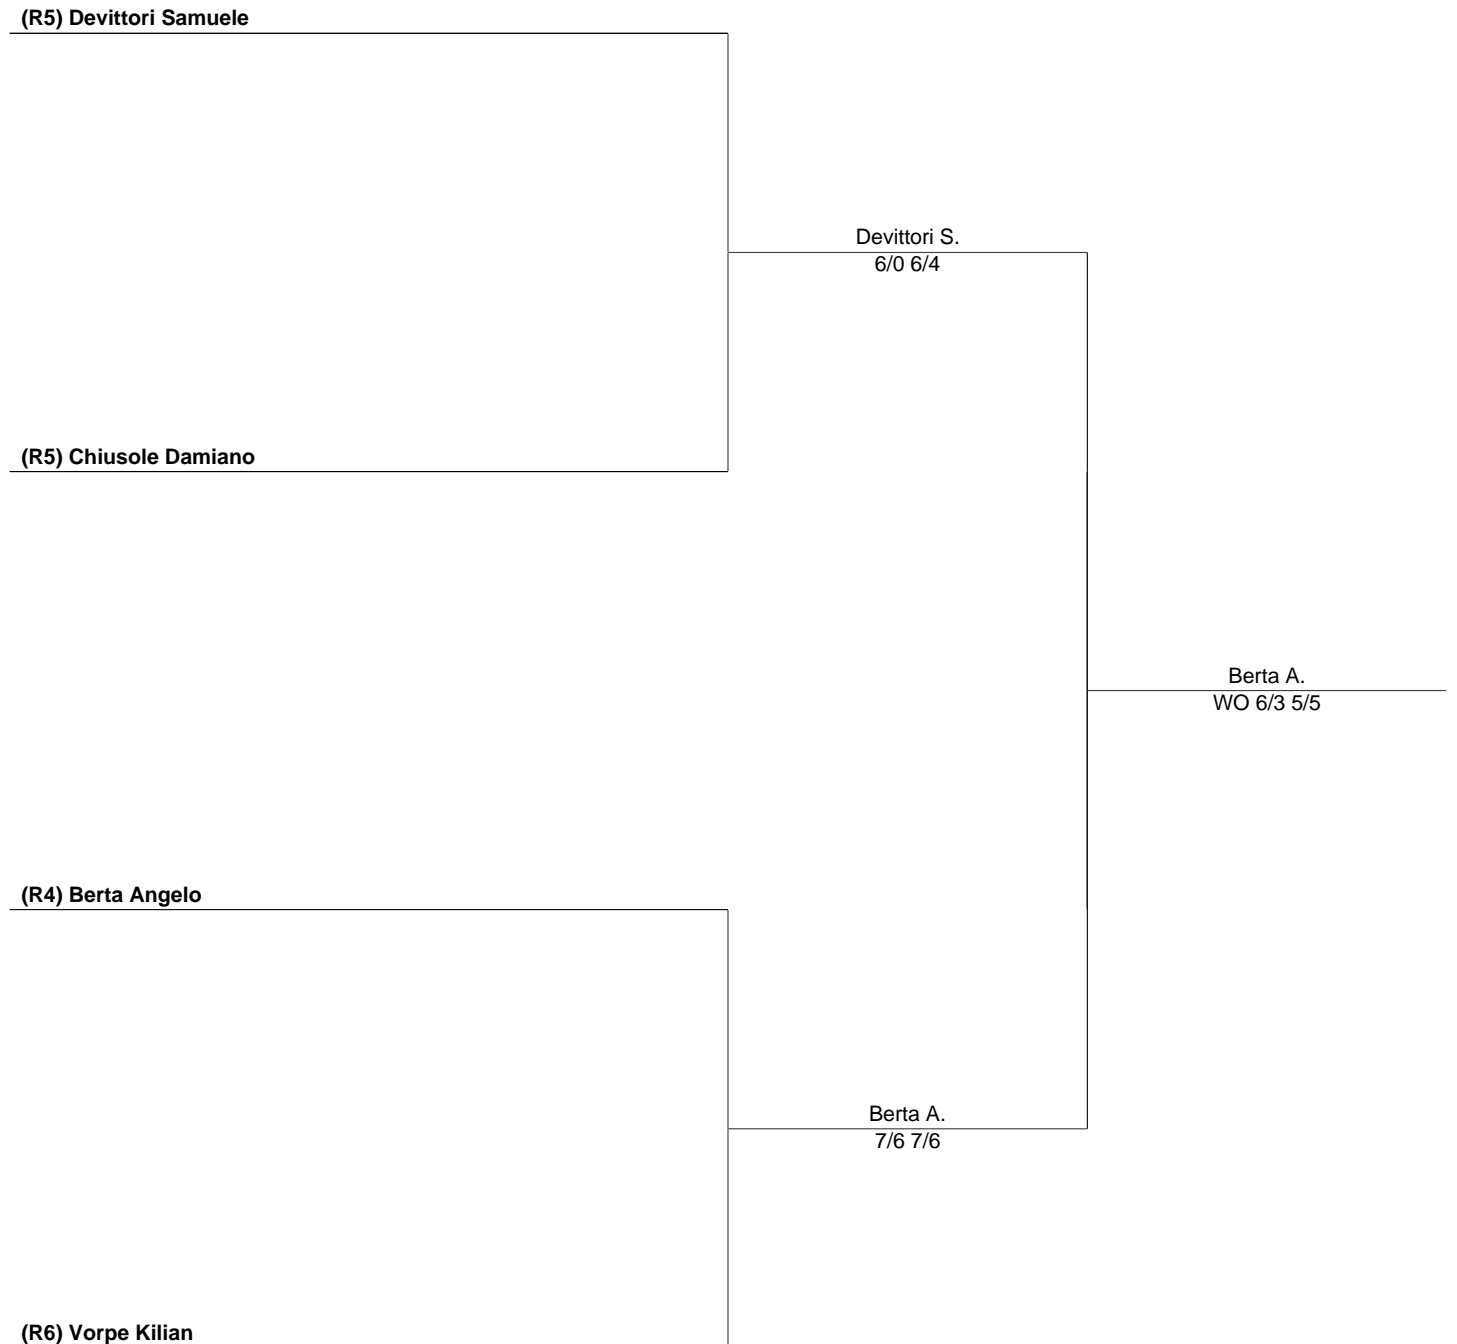 (R5) Devittori Samuele
Devittori S.
6/0 6/4
(R5) Chiusole Damiano
Berta A.
WO 6/3 5/5
(R4) Berta Angelo
Berta A.
7/6 7/6
(R6) Vorpe Kilian